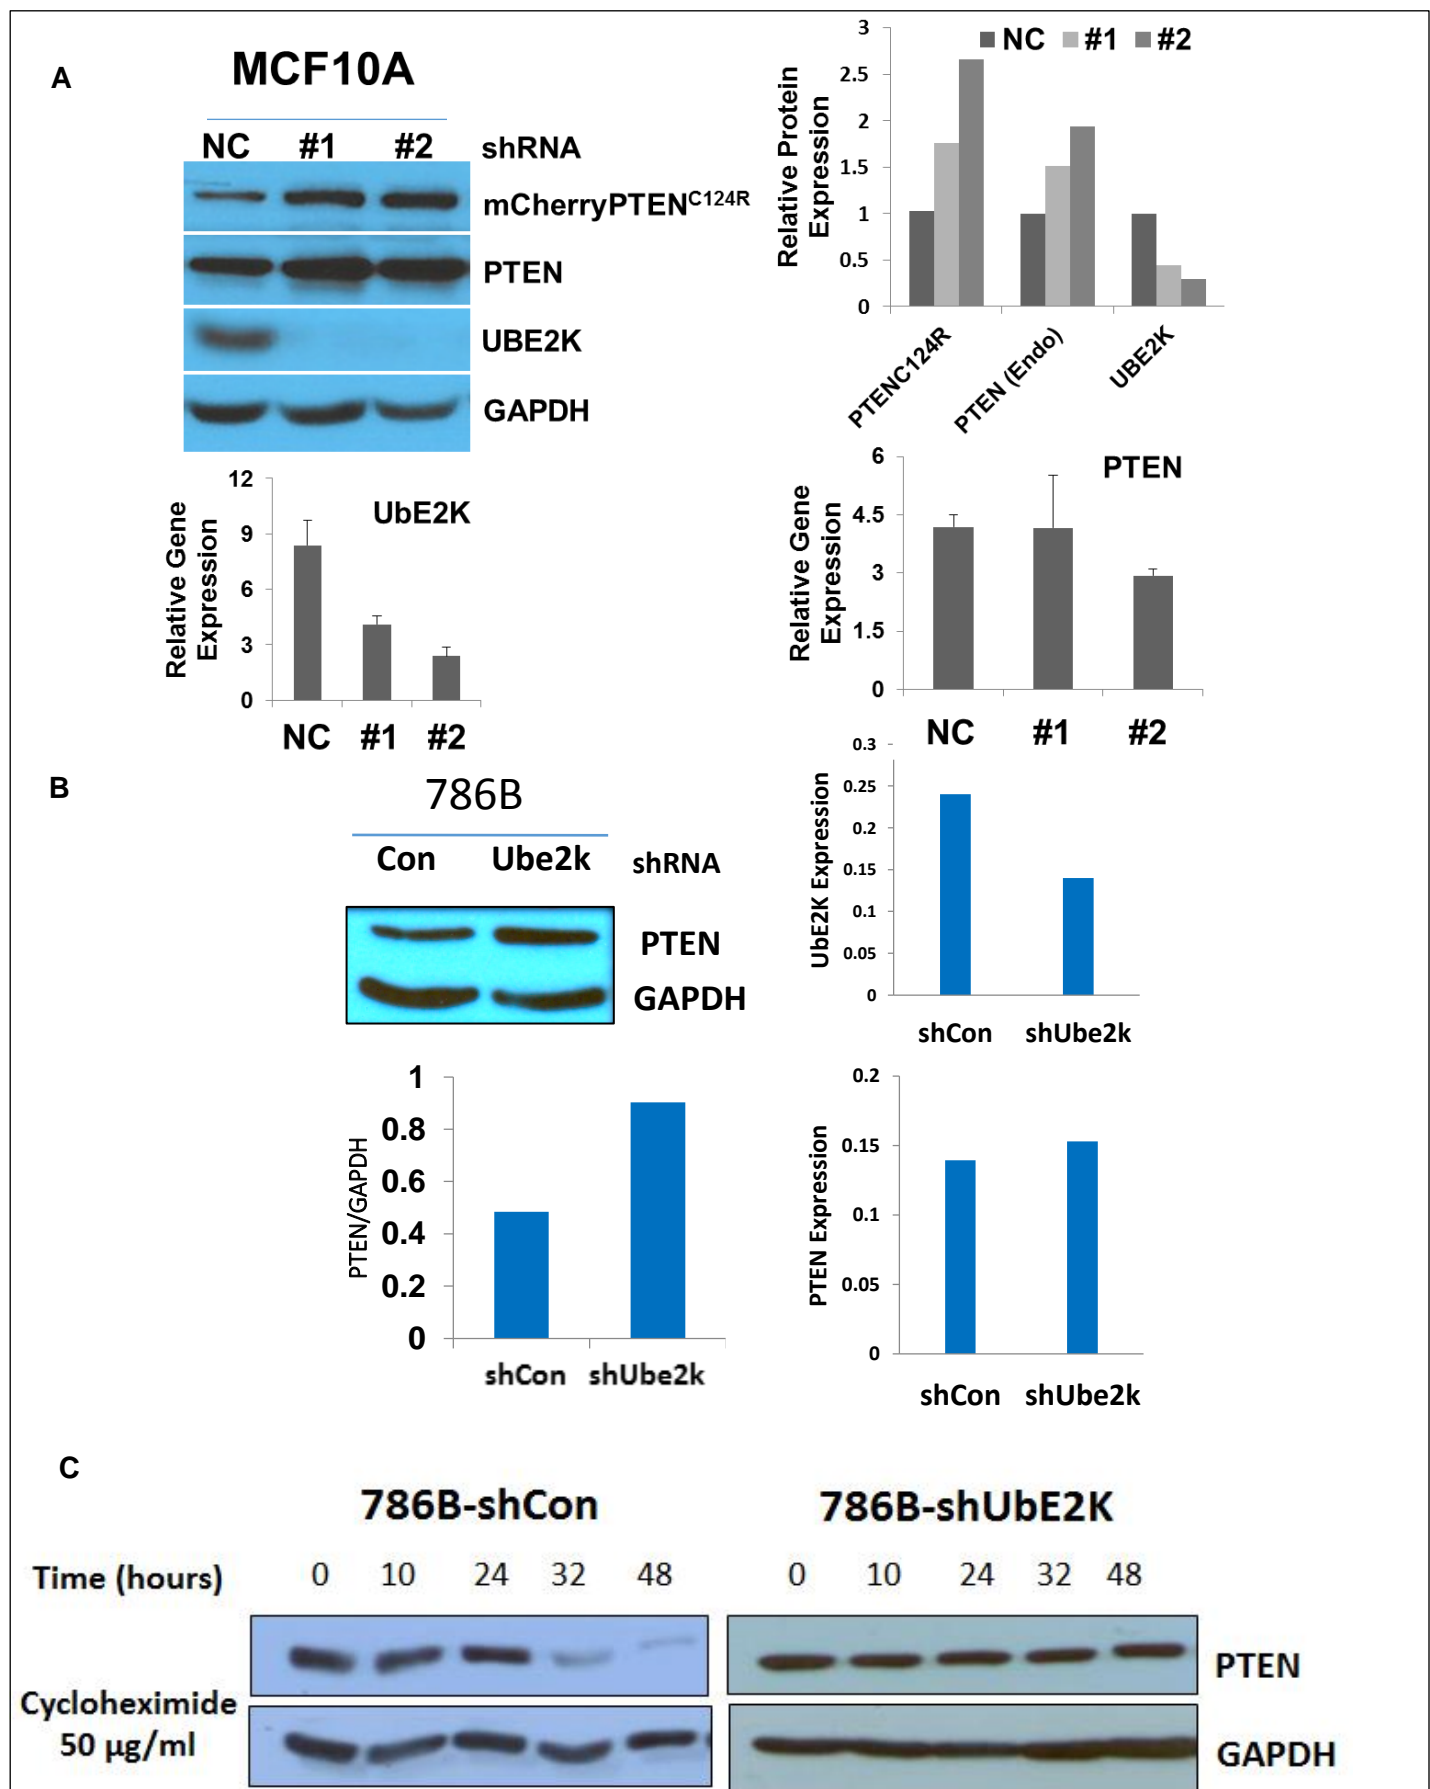 A
MCF10A
NC #1 #2 shRNA
mCherryPTENC124R
PTEN
UBE2K
GAPDH
3
2.5
2
1.5
1
0.5
0
Relative Protein
Expression
NC #1 #2
PTENC124R
PTEN (Endo)
UBE2K
12
9
6
3
0
Relative Gene
Expression
UbE2K
NC #1 #2
6
4.5
3
1.5
0
Relative Gene
Expression
PTEN
NC #1 #2
B
786B
Con Ube2k shRNA
PTEN
GAPDH
0.3
0.25
0.2
0.15
0.1
0.05
0
UbE2K Expression
shCon shUbe2k
1
0.8
0.6
0.4
0.2
0
PTEN/GAPDH
shCon shUbe2k
0.2
0.15
0.1
0.05
0
PTEN Expression
shCon shUbe2k
C
786B-shCon 786B-shUbE2K
Time (hours) 0 10 24 32 48 0 10 24 32 48
PTEN
Cycloheximide
50 µg/ml
GAPDH